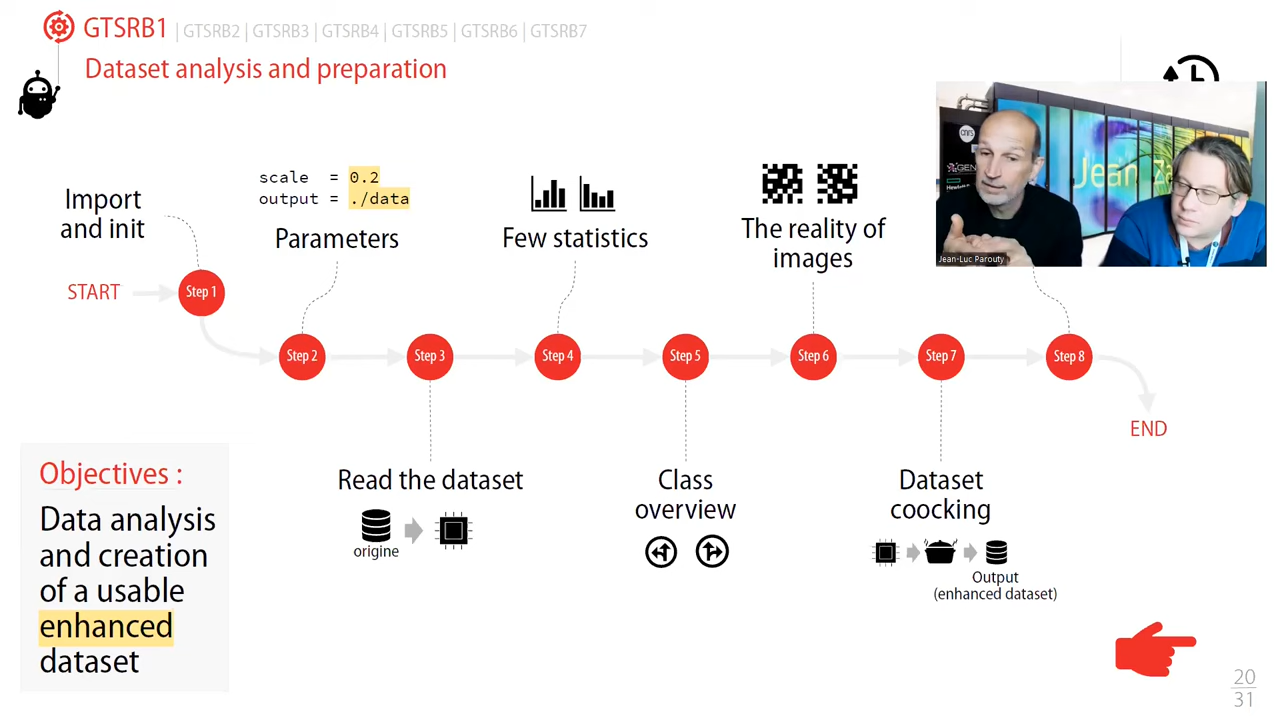 GTSRB1 | GTSRB2 | GTSRB3 | GTSRB4 | GTSRB5 | GTSRB6 | GTSRB7
Dataset analysis and preparation
Import
and init
scale = 0.2
output = ./data
Parameters
Few statistics
The reality of
images
cnrs
Jean Za
Jean-Luc Parouty
START
Step 1
Step 2
Step 3
Step 4
Step 5
Step 6
Step 7
Step 8
END
Read the dataset
origine
Class
overview
Dataset
coocking
Output
(enhanced dataset)
Objectives :
Data analysis
and creation
of a usable
enhanced
dataset
20
31